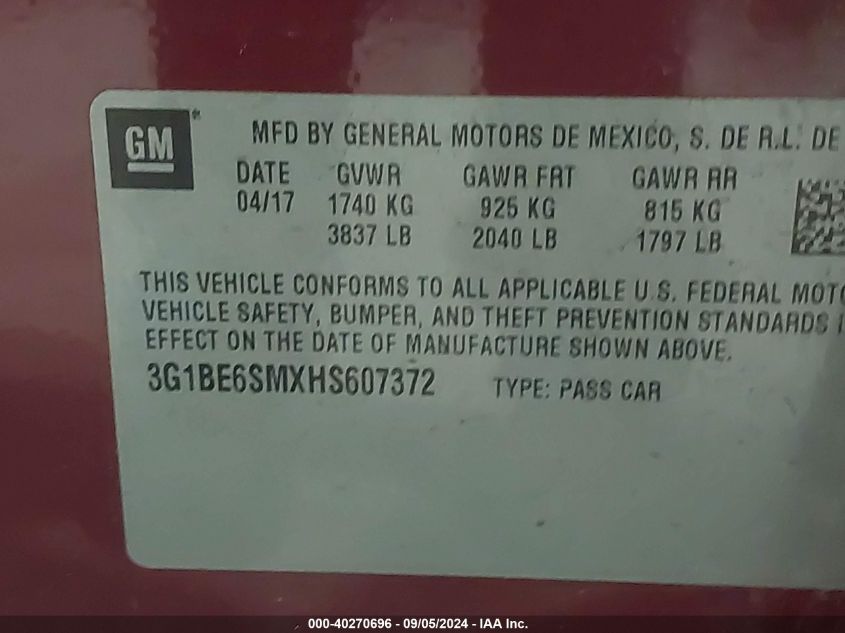 GM®
MFD BY GENERAL MOTORS DE MEXICO, S. DE R.L. DE
DATE GVWR GAWR FRT GAWR RR
04/17 1740 KG 925 KG 815 KG
3837 LB 2040 LB 1797 LB
THIS VEHICLE CONFORMS TO ALL APPLICABLE U.S. FEDERAL
VEHICLE SAFETY, BUMPER, AND THEFT PREVENTION STANDARDS
EFFECT ON THE DATE OF MANUFACTURE SHOWN ABOVE.
3G1BE6SMXHS607372 TYPE: PASS CAR
000-40270696 - 09/05/2024 - IAA Inc.